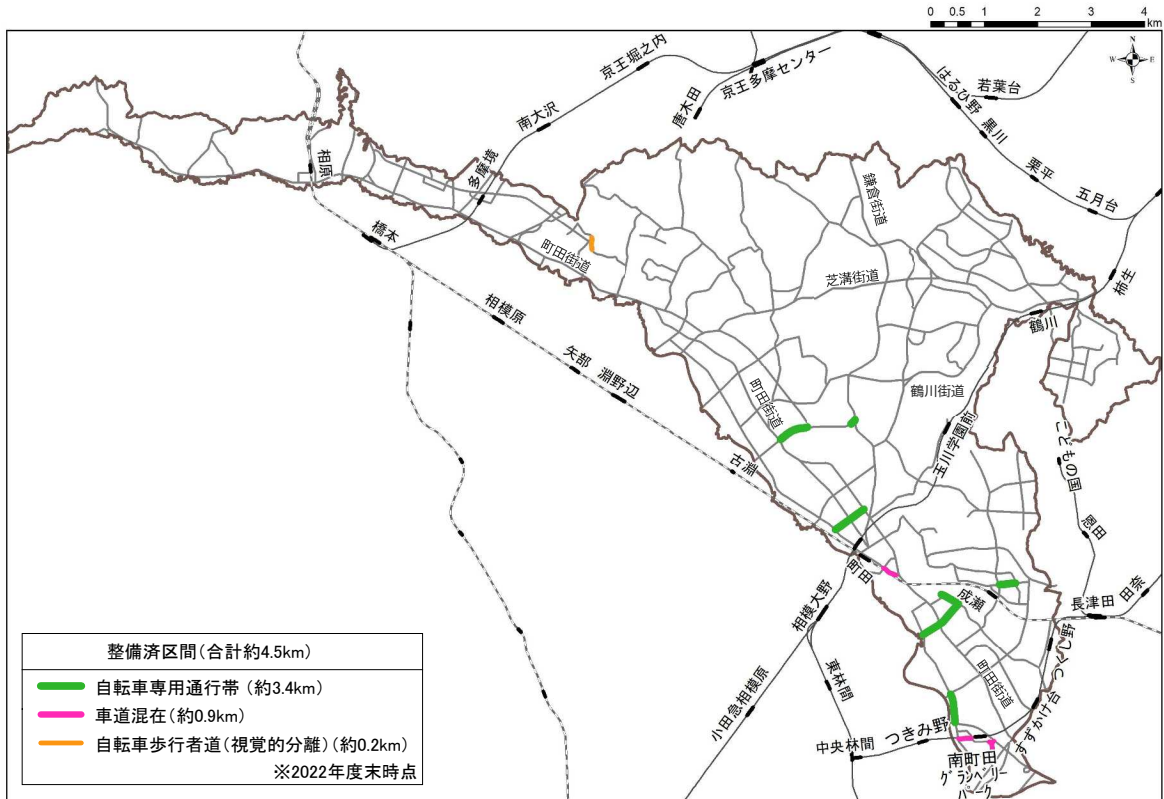 0 0.5 1 2 3 4
km
N
W E
S
京王堀之内
京王多摩センター
若葉台
はるひ野
黒川
唐木田
南大沢
栗平
五月台
相原
多摩境
鎌倉街道
橋本
町田街道
芝溝街道
柿生
鶴川
相模原
矢部
淵野辺
町田街道
鶴川街道
玉川学園前
こどもの国
古淵
恩田
町田
成瀬
長津田
田奈
相模大野
つくし野
東林間
町田街道
すずかけ台
小田急相模原
中央林間
つきみ野
南町田
グランベリー
パーク
整備済区間(合計約4.5km)
自転車専用通行帯 (約3.4km)
車道混在(約0.9km)
自転車歩行者道(視覚的分離)(約0.2km)
※2022年度末時点